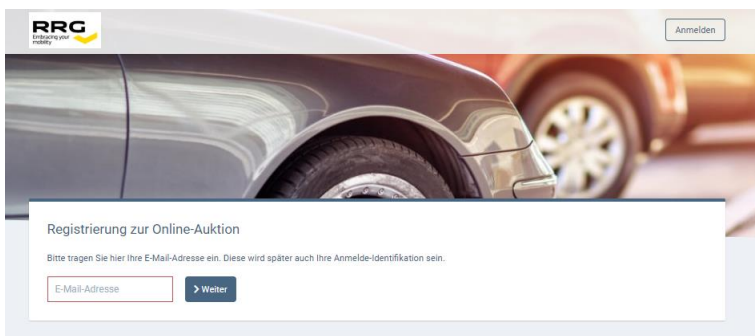 RRG
Embracing your
mobility
Anmelden
Registrierung zur Online-Auktion
Bitte tragen Sie hier Ihre E-Mail-Adresse ein. Diese wird später auch Ihre Anmelde-Identifikation sein.
E-Mail-Adresse
Weiter